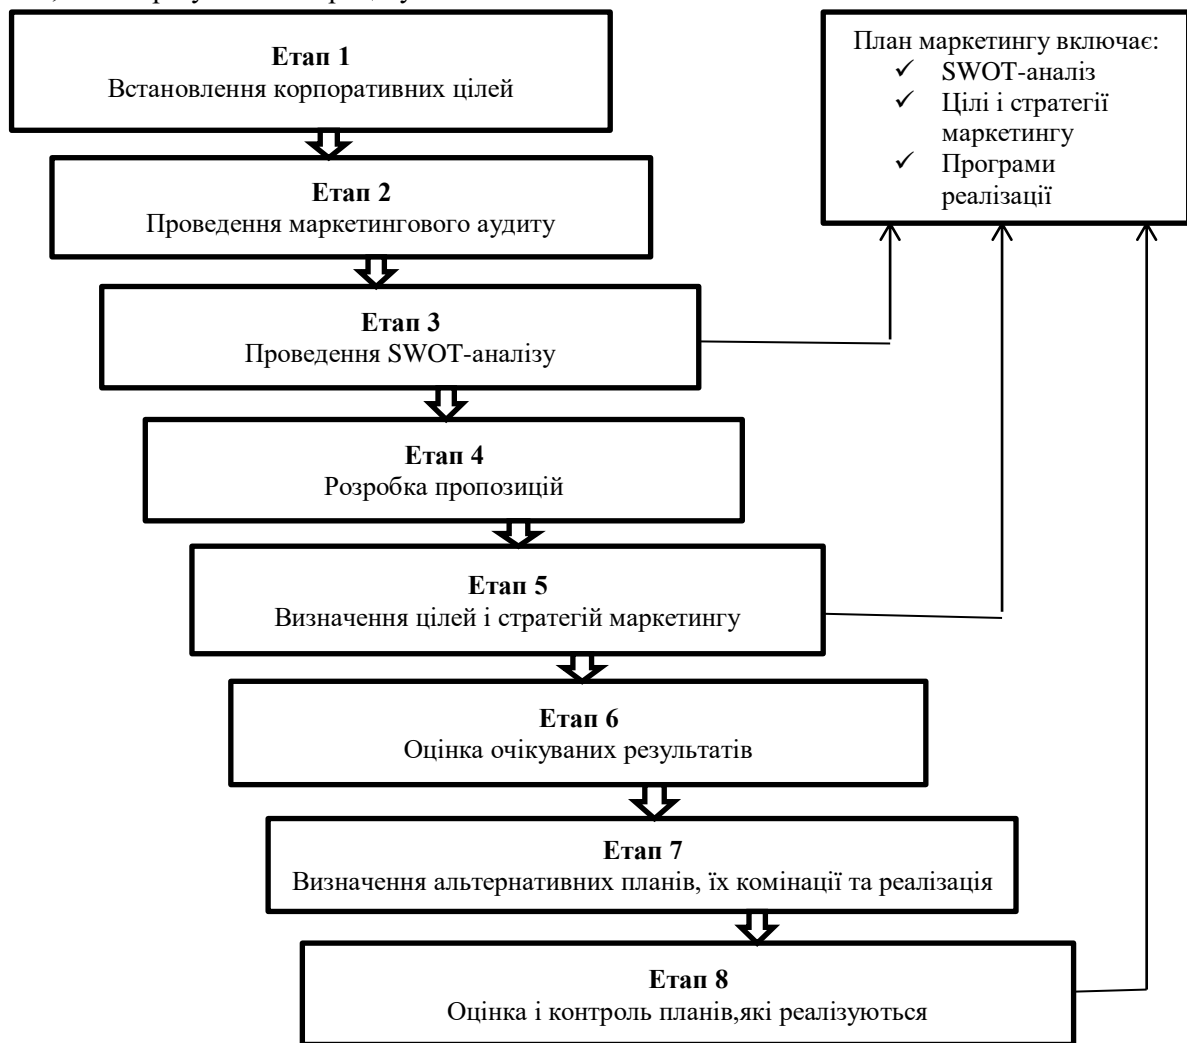 Етап 1
Встановлення корпоративних цілей
План маркетингу включає:
✓ SWOT-аналіз
✓ Цілі і стратегії
маркетингу
✓ Програми
реалізації
Етап 2
Проведення маркетингового аудиту
Етап 3
Проведення SWOT-аналізу
Етап 4
Розробка пропозицій
Етап 5
Визначення цілей і стратегій маркетингу
Етап 6
Оцінка очікуваних результатів
Етап 7
Визначення альтернативних планів, їх комінації та реалізація
Етап 8
Оцінка і контроль планів,які реалізуються